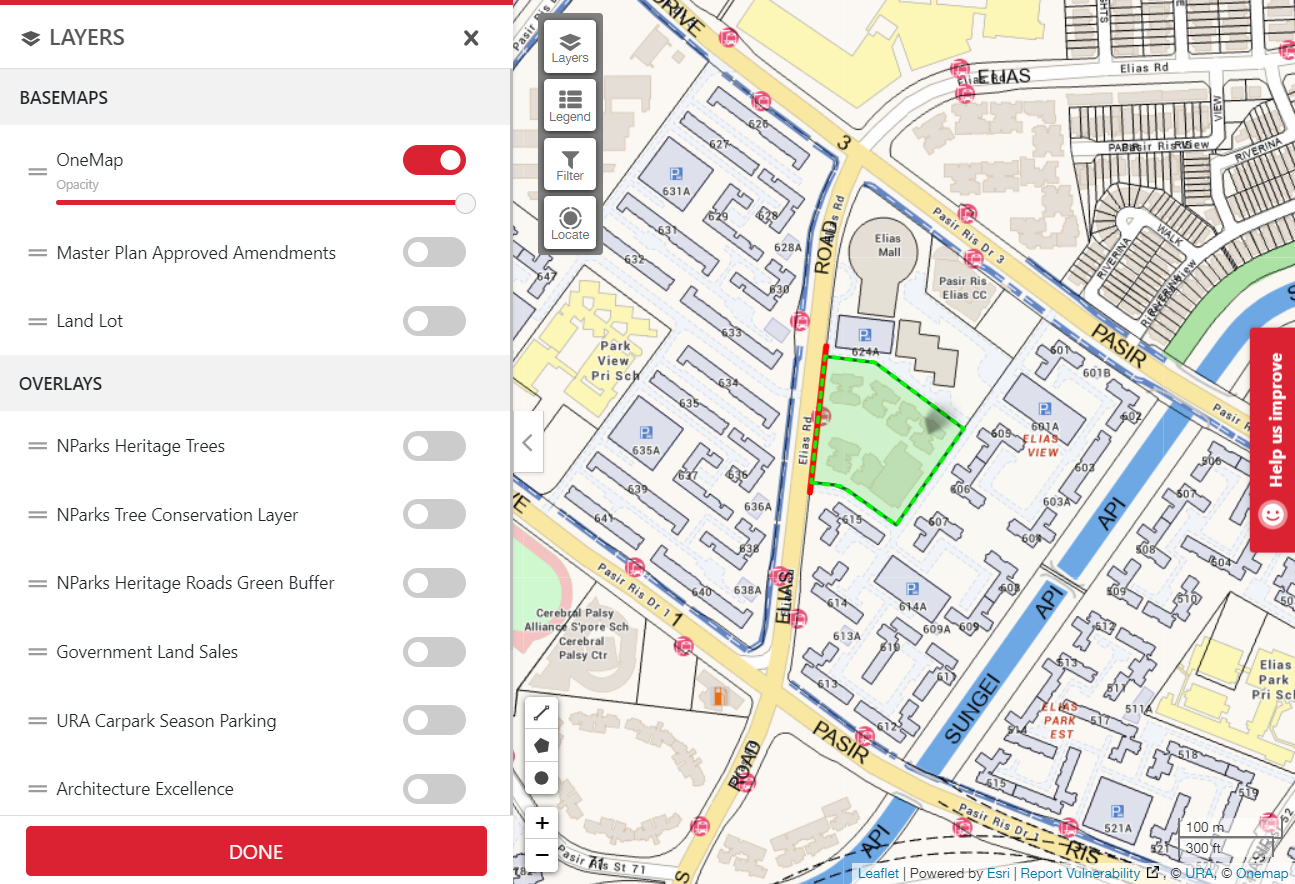 LAYERS
BASEMAPS
OneMap
Opacity
Master Plan Approved Amendments
Land Lot
OVERLAYS
NParks Heritage Trees
NParks Tree Conservation Layer
NParks Heritage Roads Green Buffer
Government Land Sales
URA Carpark Season Parking
Architecture Excellence
DONE
Layers
Legend
Filter
Locate
Help us improve
DRIVE
3
ELIAS
Elias Rd
VIEW
Pasir Ris View
RIVERINA
WALK
RIVERINA
626
627
631A
629
628
631
628A
632
630
647
633
634
635
635A
637
636
639
636A
641
638
640
638A
Park
View
Pri Sch
ROAD
Elias
Mall
Pasir Ris
Elias CC
Pasir Ris Dr 3
PASIR
624A
Elias Rd
601
601B
602
601A
605
ELIAS
VIEW
603
606
603A
604
607
615
614
614A
613A
609A
609
610
613
612
API
API
SUNGEI
API
506
507
508
504
509
510
512
513
511
511A
517
514
518
515
519
521A
521
ELIAS
PARK
EST
Elias
Park
Pri Sch
Pasir Ris Dr 1
1
Cerebral Palsy
Alliance S'pore Sch
Cerebral
Palsy Ctr
ELIAS
ROAD
PASIR
Pasir Ris Dr 1
RIS
Pasir Ris St 71
71
+
−
100 m
300 ft
Leaflet | Powered by Esri | Report Vulnerability , © URA, © Onemap